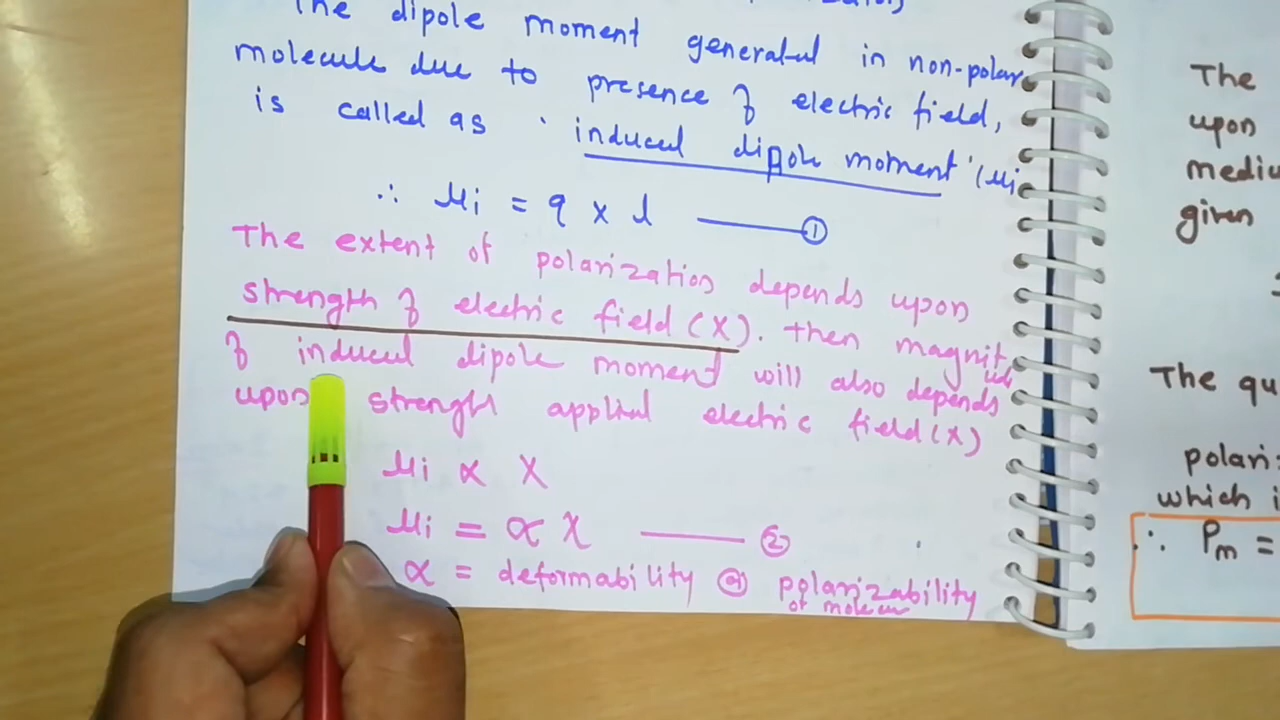 The dipole moment generated in non-polar
molecule due to presence of electric field,
is called as 'induced dipole moment' (μi
∴ μi = q x l ——— ①
The extent of polarization depends upon
strength of electric field (X). Then magnitude
of induced dipole moment will also depends
upon strenght applied electric field (X)
μi ∝ X
μi = ∝ X ——— ②
∝ = deformability or polarizability
of molecule
The
upon
mediu
given
The qu
polari
which i
∴ Pm =